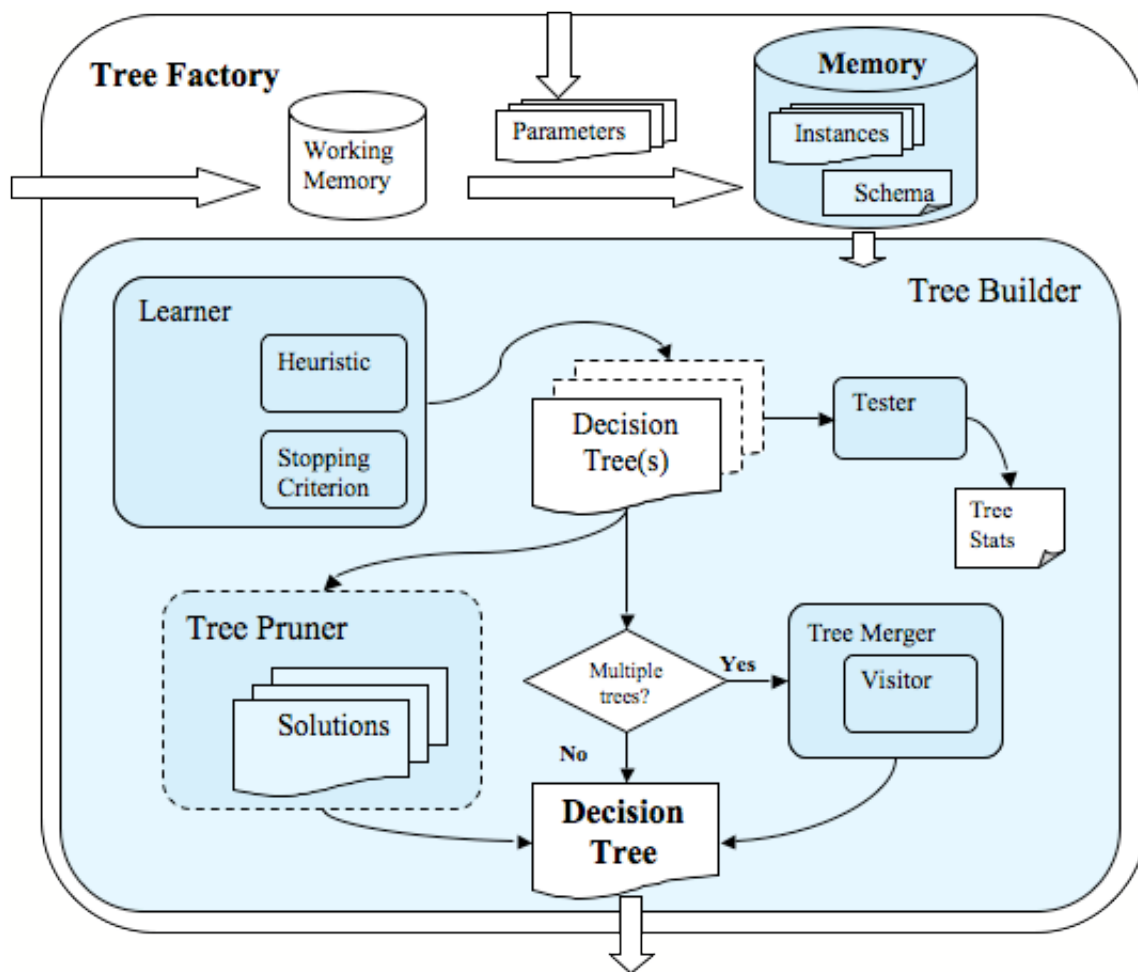 Tree Factory
Memory
Parameters
Instances
Working
Memory
Schema
Tree Builder
Learner
Heuristic
Stopping
Criterion
Decision
Tree(s)
Tester
Tree
Stats
Tree Pruner
Solutions
Multiple
trees?
Yes
Tree Merger
Visitor
No
Decision
Tree